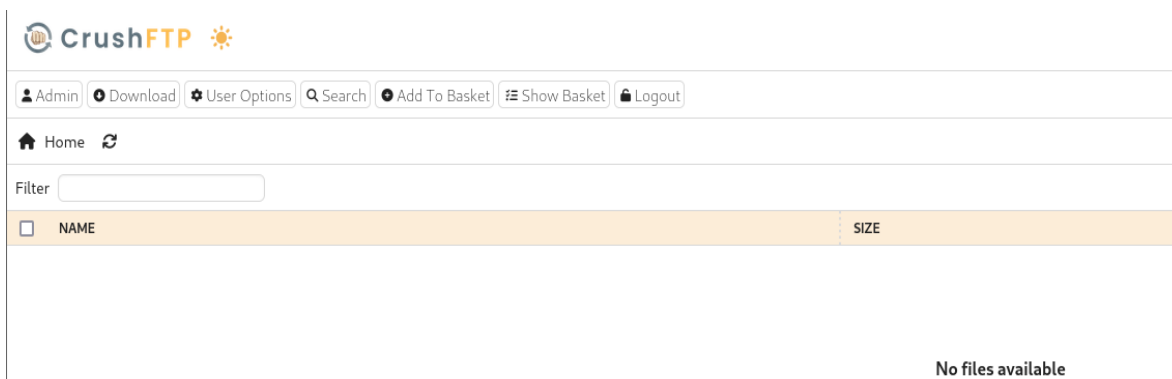 CrushFTP
Admin Download User Options Search Add To Basket Show Basket Logout
Home
Filter
NAME SIZE
No files available